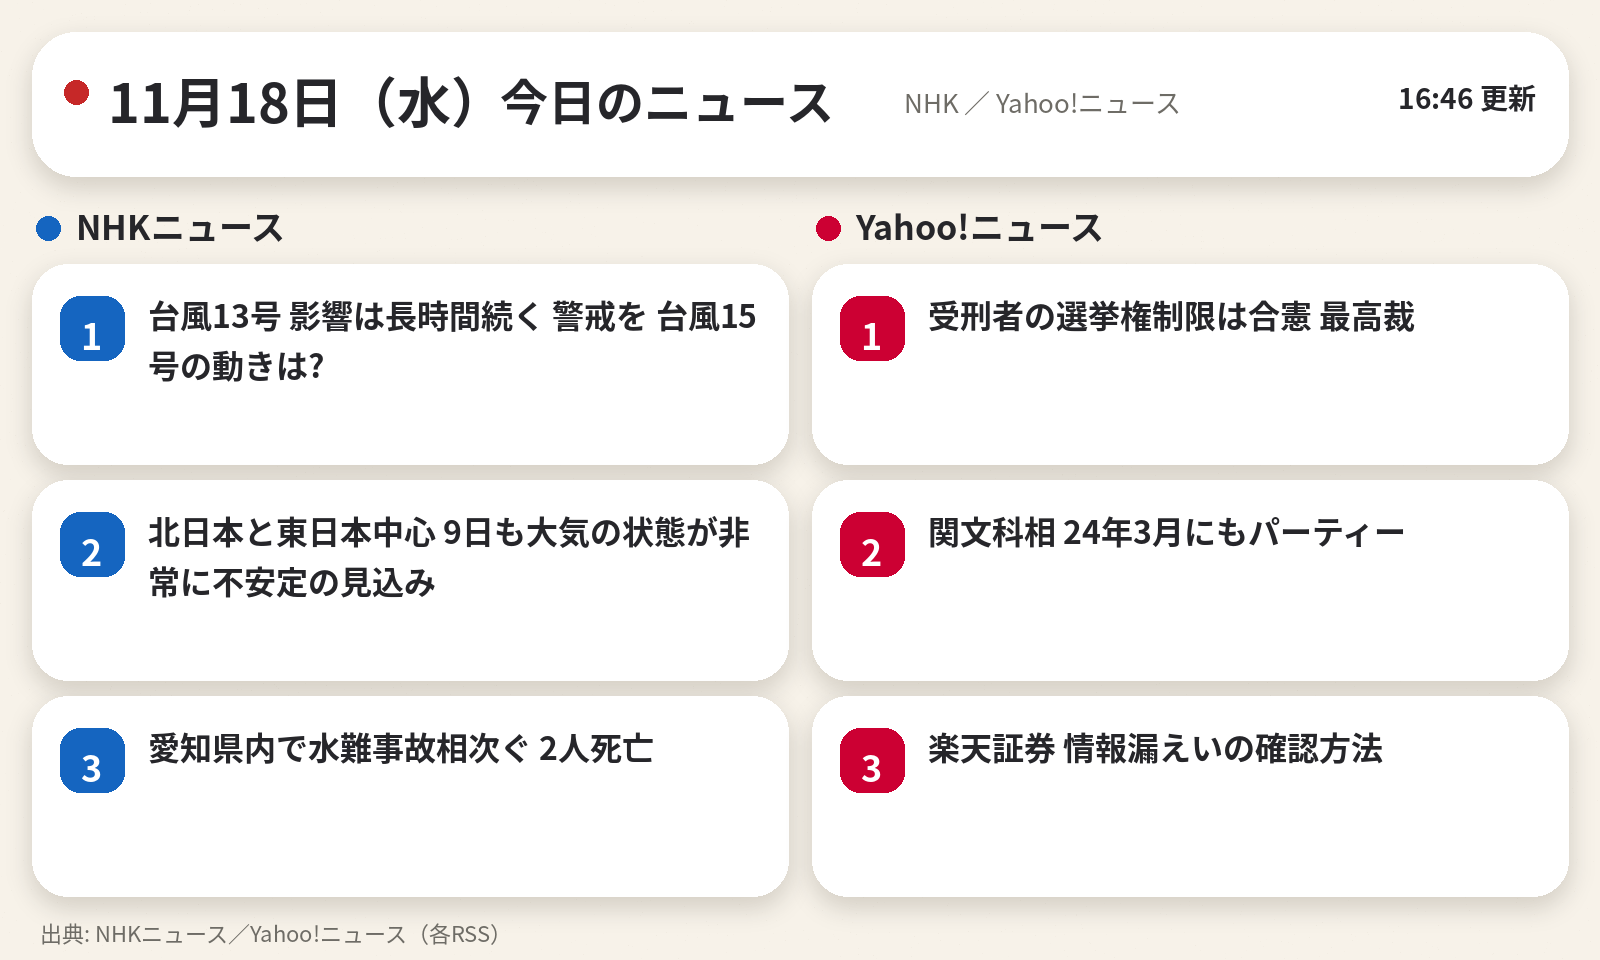 11月18日（水）今日のニュース
NHK ／ Yahoo!ニュース
16:46 更新
NHKニュース
1
台風13号 影響は長時間続く 警戒を 台風15
号の動きは?
2
北日本と東日本中心 9日も大気の状態が非
常に不安定の見込み
3
愛知県内で水難事故相次ぐ 2人死亡
Yahoo!ニュース
1
受刑者の選挙権制限は合憲 最高裁
2
関文科相 24年3月にもパーティー
3
楽天証券 情報漏えいの確認方法
出典: NHKニュース／Yahoo!ニュース（各RSS）